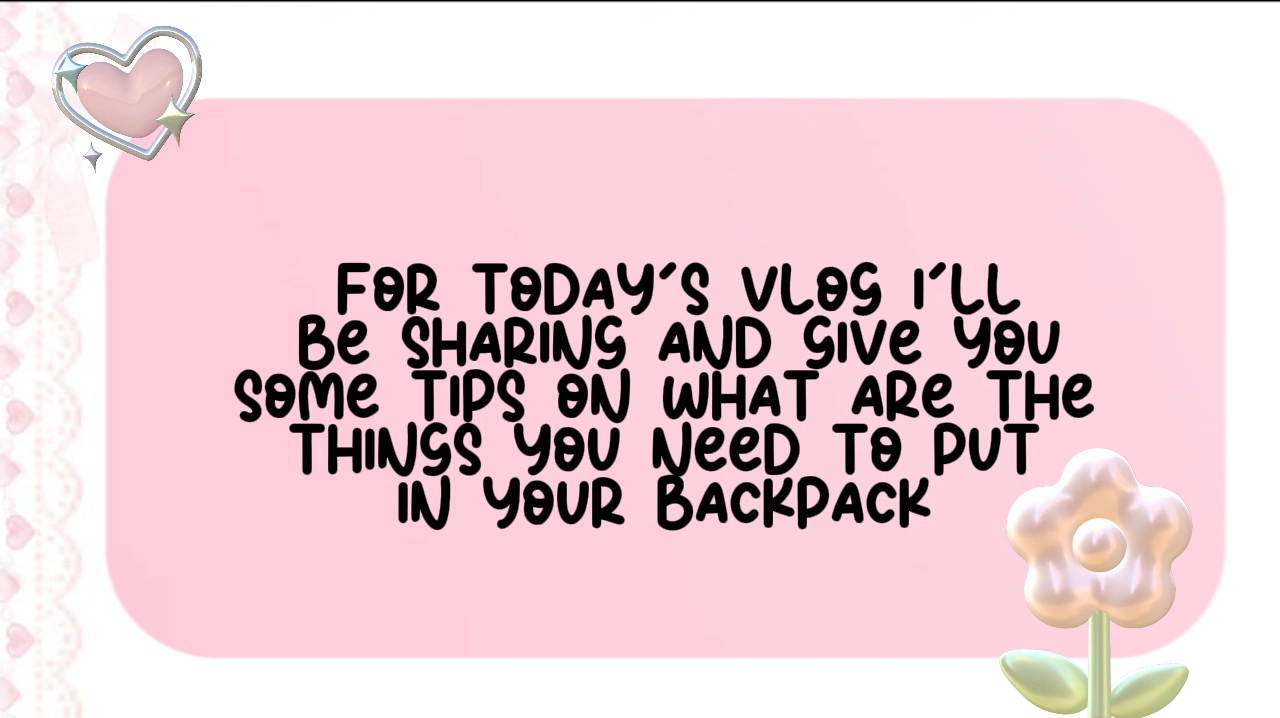 FOR TODAY'S VLOG I'LL
Be SHARING AND GIVe YOU
SOMe TIPS ON WHAT ARe THe
THINGS YOU NeeD TO PUT
IN YOUR BACKPACK